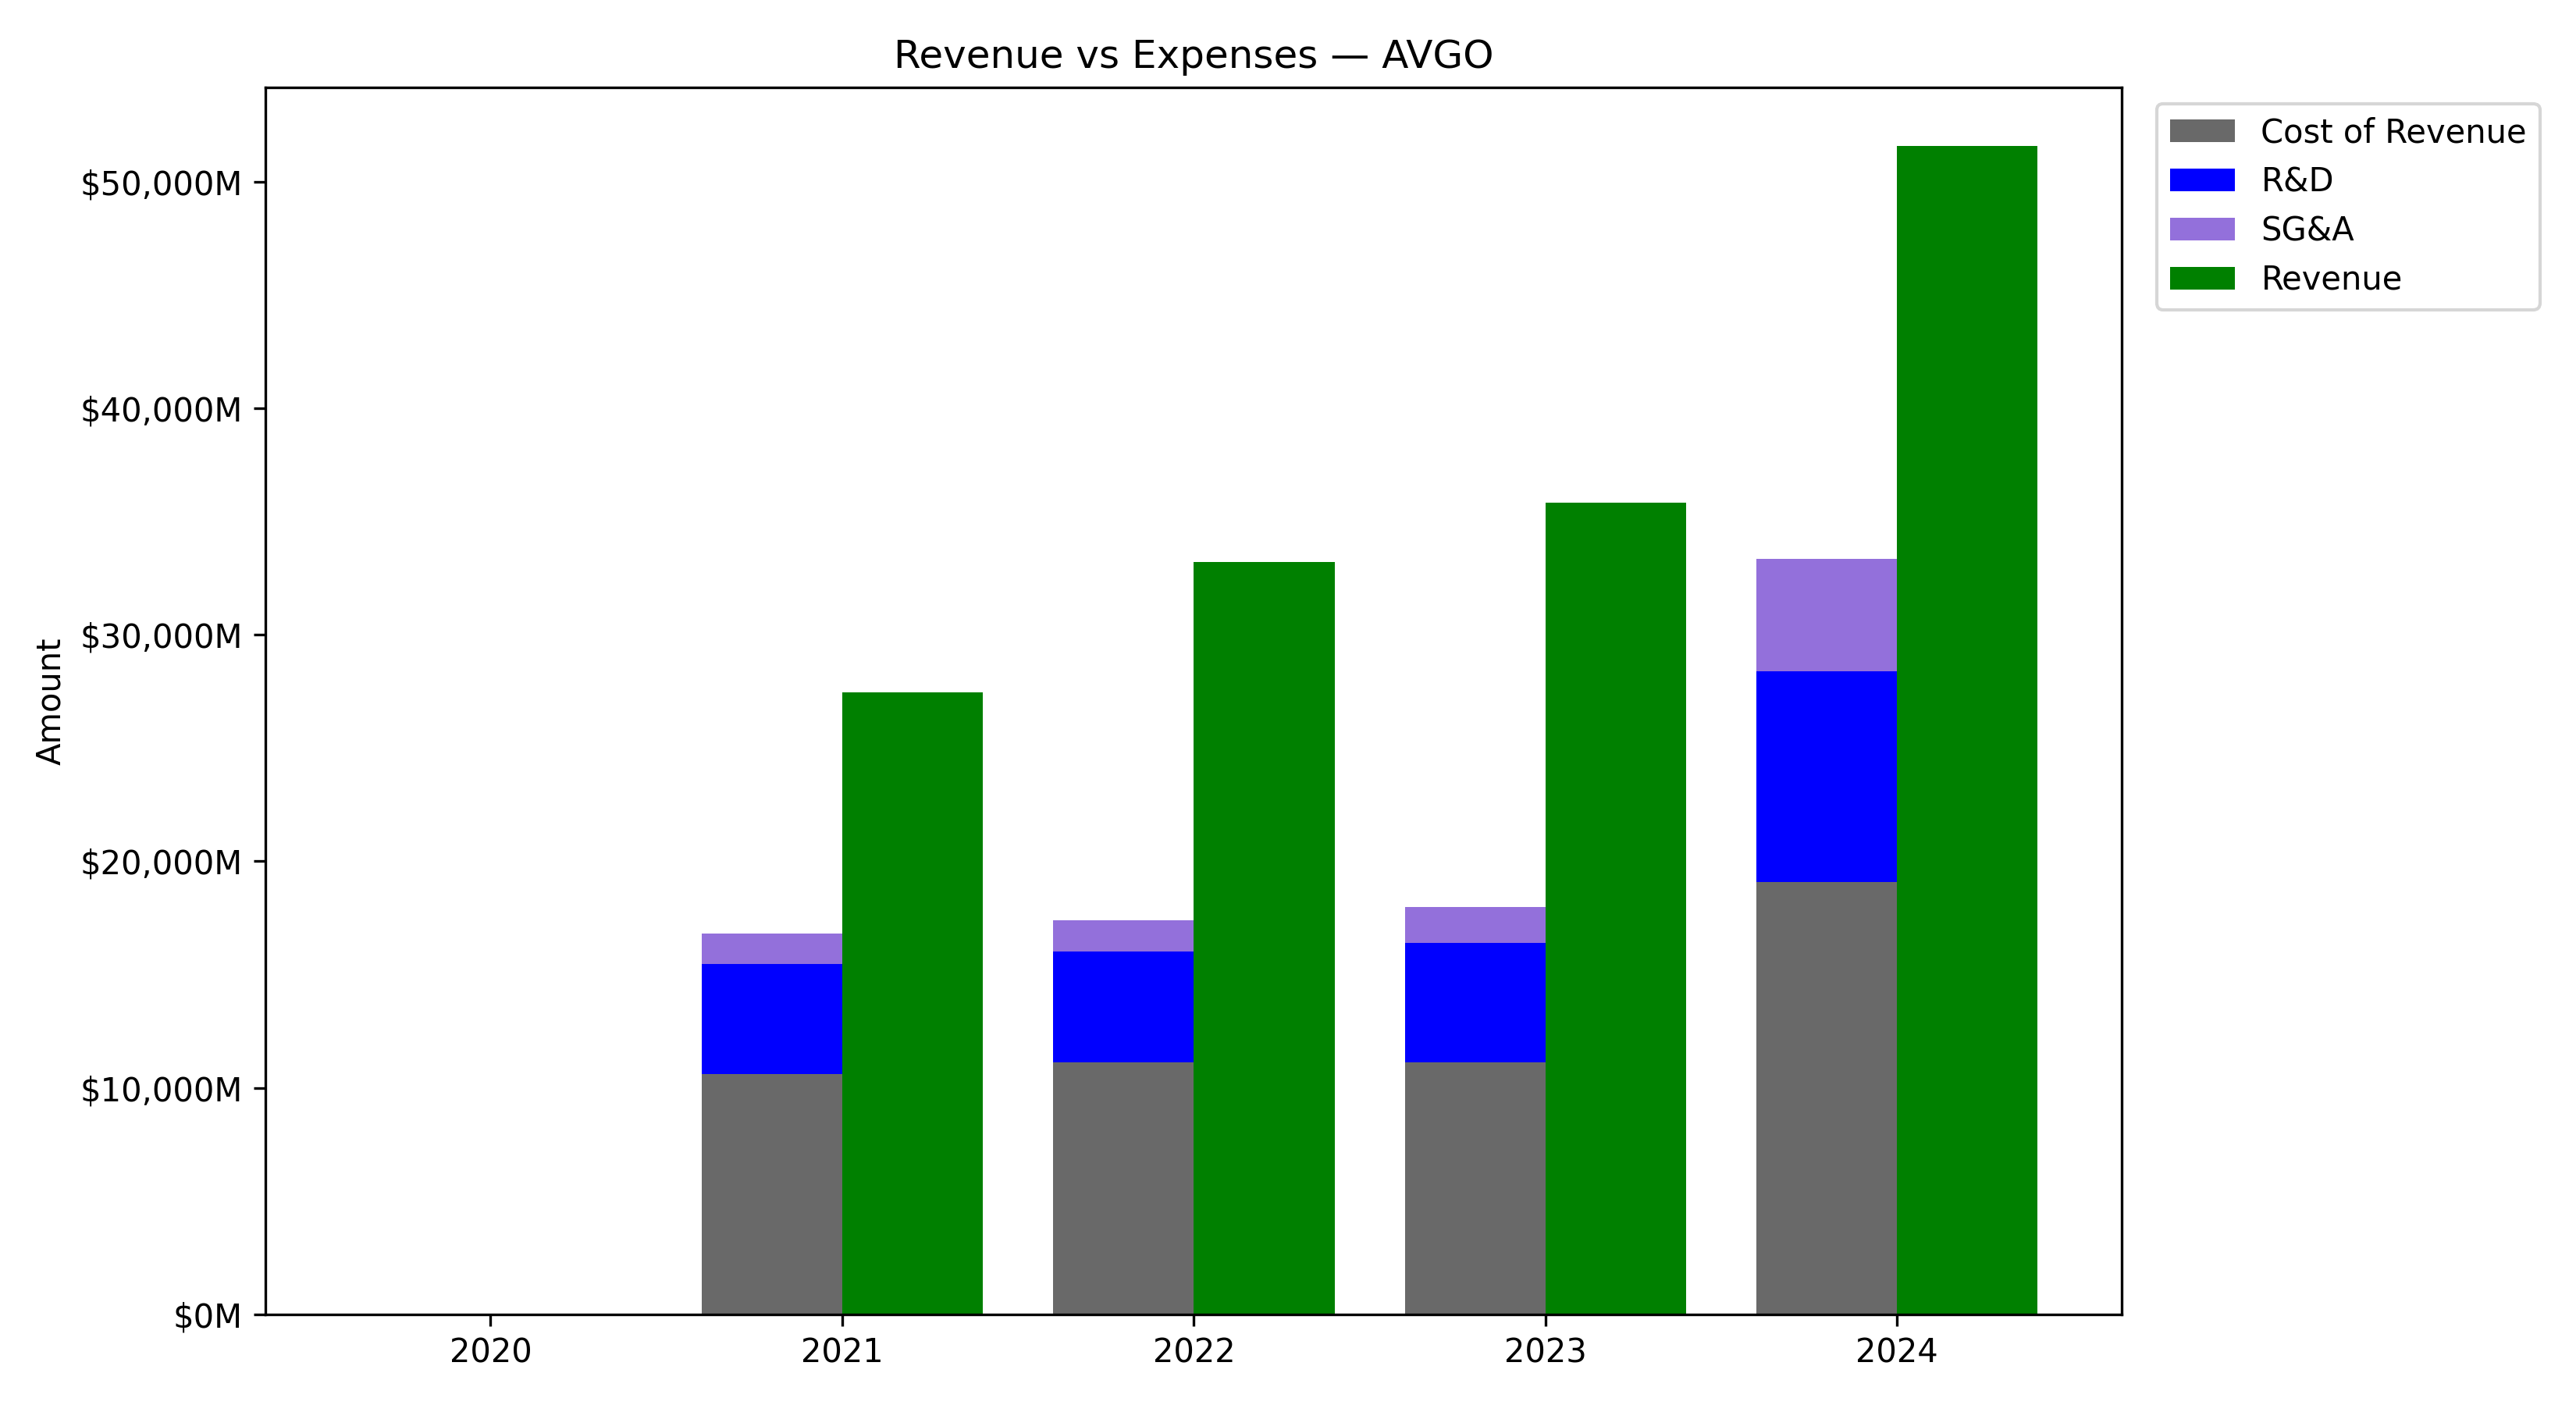 Revenue vs Expenses — AVGO
Cost of Revenue
R&D
SG&A
Revenue
Amount
$50,000M
$40,000M
$30,000M
$20,000M
$10,000M
$0M
2020 2021 2022 2023 2024